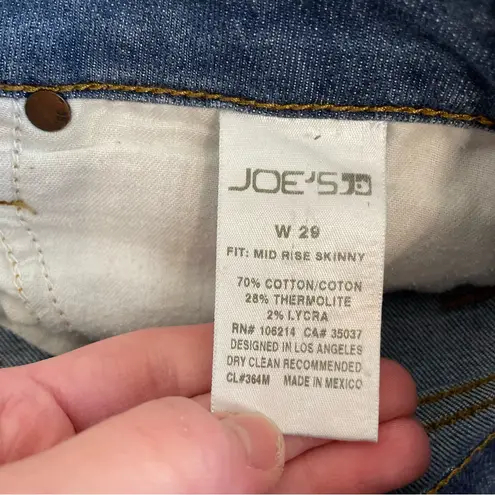 JOE'S
W 29
FIT: MID RISE SKINNY
70% COTTON/COTON
28% THERMOLITE
2% LYCRA
RN# 106214 CA# 35037
DESIGNED IN LOS ANGELES
DRY CLEAN RECOMMENDED
CL#364M MADE IN MEXICO